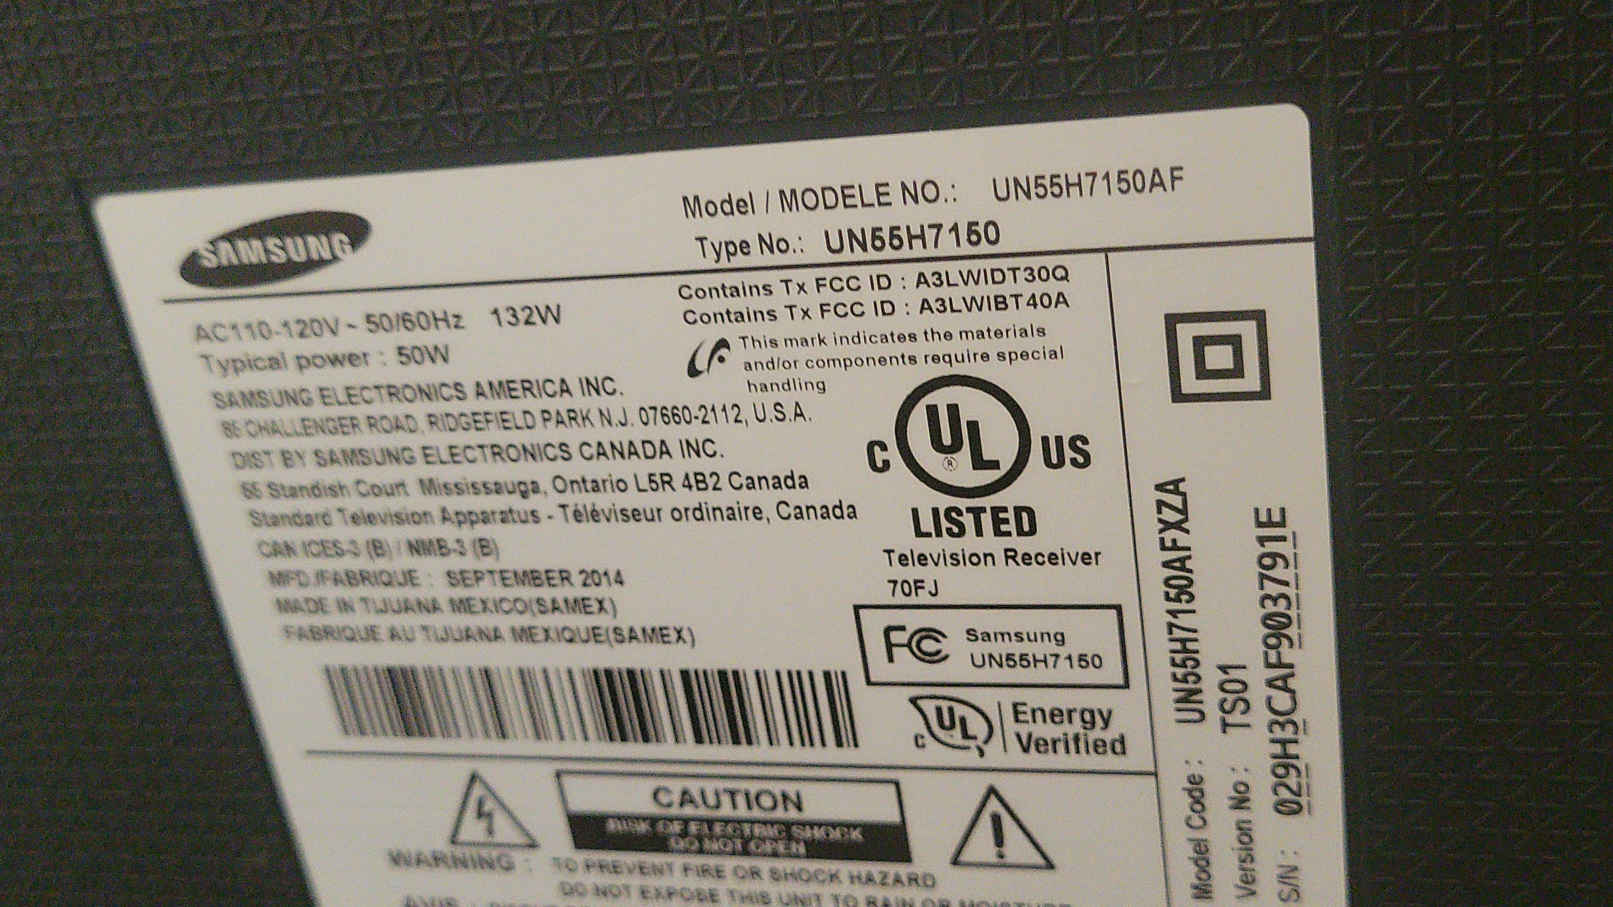 SAMSUNG
Model / MODELE NO.: UN55H7150AF
Type No.: UN55H7150
AC110-120V ~ 50/60Hz 132W
Typical power : 50W
SAMSUNG ELECTRONICS AMERICA INC.
85 CHALLENGER ROAD, RIDGEFIELD PARK N.J. 07660-2112, U.S.A.
DIST BY SAMSUNG ELECTRONICS CANADA INC.
55 Standish Court Mississauga, Ontario L5R 4B2 Canada
Standard Television Apparatus - Téléviseur ordinaire, Canada
CAN ICES-3 (B) / NMB-3 (B)
MFD./FABRIQUE : SEPTEMBER 2014
MADE IN TIJUANA MEXICO(SAMEX)
FABRIQUE AU TIJUANA MEXIQUE(SAMEX)
Contains Tx FCC ID : A3LWIDT30Q
Contains Tx FCC ID : A3LWIBT40A
This mark indicates the materials
and/or components require special
handling
C UL ® US
LISTED
Television Receiver
70FJ
FC Samsung
UN55H7150
C UL Energy
Verified
CAUTION
RISK OF ELECTRIC SHOCK
DO NOT OPEN
WARNING : TO PREVENT FIRE OR SHOCK HAZARD
DO NOT EXPOSE THIS UNIT TO RAIN OR MOISTURE
AVIS :
Model Code : UN55H7150AFXZA
Version No : TS01
S/N : 029H3CAF903791E